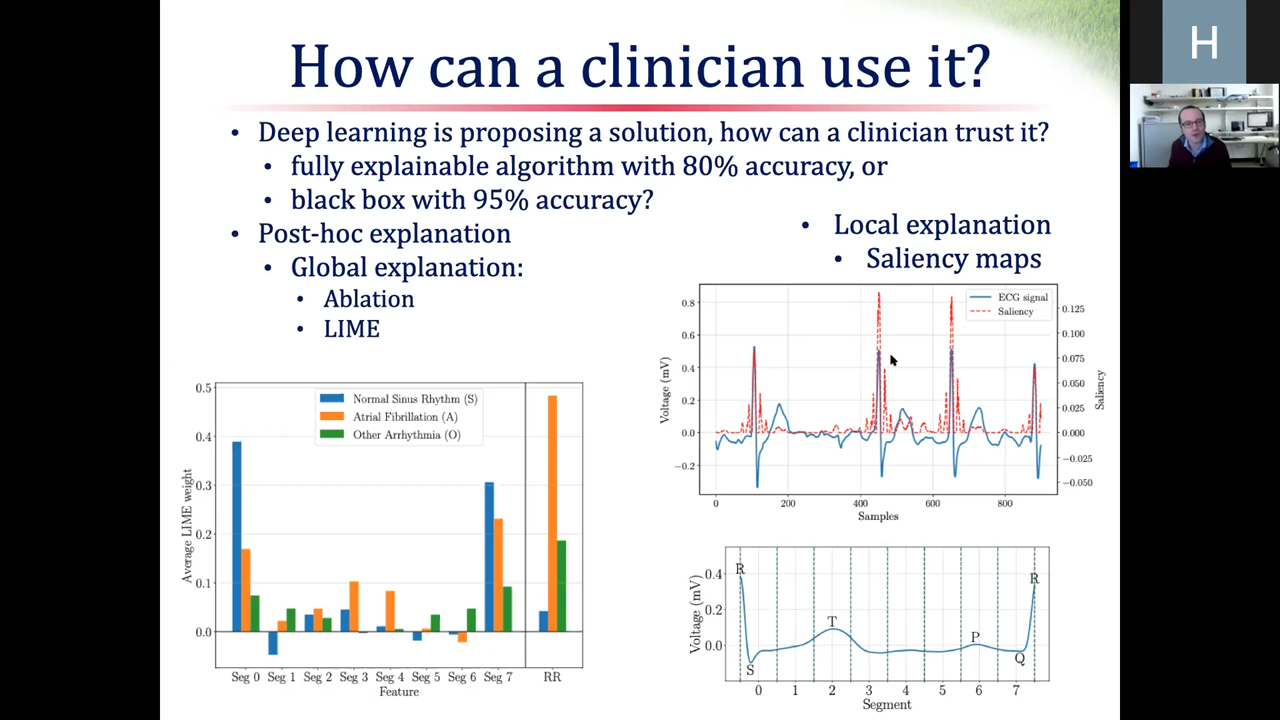 How can a clinician use it?
H
• Deep learning is proposing a solution, how can a clinician trust it?
• fully explainable algorithm with 80% accuracy, or
• black box with 95% accuracy?
• Post-hoc explanation
• Global explanation:
• Ablation
• LIME
• Local explanation
• Saliency maps
ECG signal
Saliency
Voltage (mV)
0.8
0.6
0.4
0.2
0.0
−0.2
0.125
0.100
0.075
0.050
0.025
0.000
−0.025
−0.050
Saliency
0 200 400 600 800
Samples
Normal Sinus Rhythm (S)
Atrial Fibrillation (A)
Other Arrhythmia (O)
Average LIME weight
0.5
0.4
0.3
0.2
0.1
0.0
Seg 0 Seg 1 Seg 2 Seg 3 Seg 4 Seg 5 Seg 6 Seg 7 RR
Feature
Voltage (mV)
0.4
0.2
0.0
R
S
T
P
Q
R
0 1 2 3 4 5 6 7
Segment